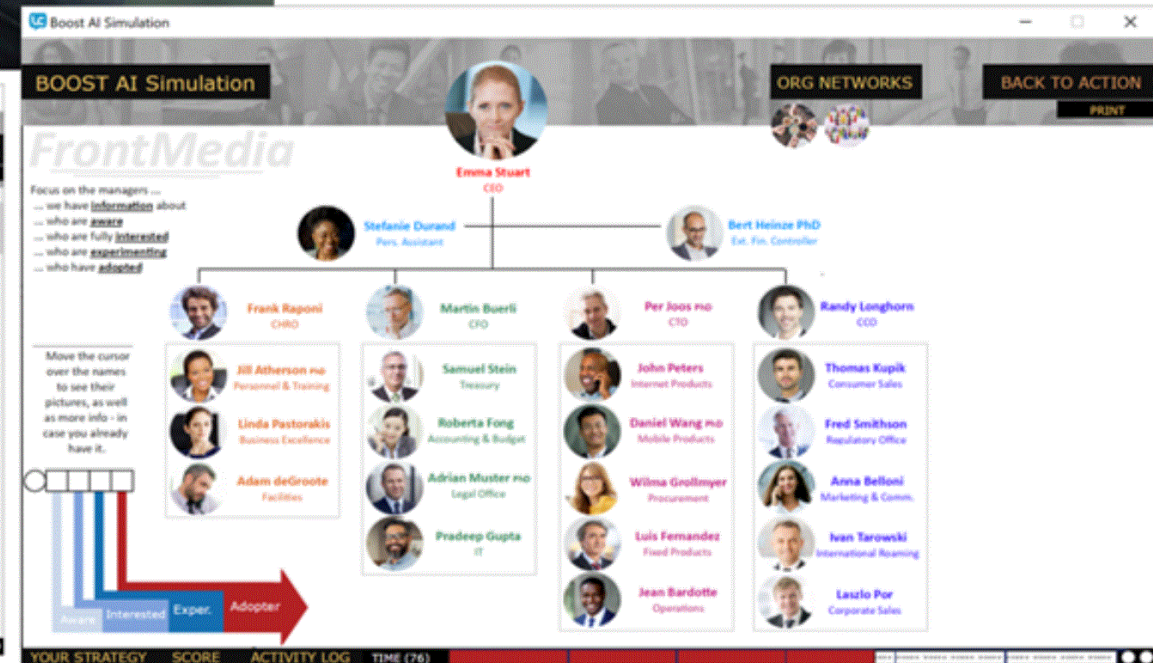 Boost AI Simulation
BOOST AI Simulation
ORG NETWORKS
BACK TO ACTION
PRINT
FrontMedia
Emma Stuart
CEO
Focus on the managers ...
... we have information about
... who are aware
... who are fully interested
... who are experimenting
... who have adopted
Stefanie Durand
Pers. Assistant
Bert Heinze PhD
Ext. Fin. Controller
Frank Raponi
CHRO
Martin Buerli
CFO
Per Joos PhD
CTO
Randy Longhorn
CCO
Move the cursor
over the names
to see their
pictures, as well
as more info - in
case you already
have it.
Jill Atherson PhD
Personnel & Training
Linda Pastorakis
Business Excellence
Adam deGroote
Facilities
Samuel Stein
Treasury
Roberta Fong
Accounting & Budget
Adrian Muster PhD
Legal Office
Pradeep Gupta
IT
John Peters
Internet Products
Daniel Wang PhD
Mobile Products
Wilma Grollmyer
Procurement
Luis Fernandez
Fixed Products
Jean Bardotte
Operations
Thomas Kupik
Consumer Sales
Fred Smithson
Regulatory Office
Anna Belloni
Marketing & Comm.
Ivan Tarowski
International Roaming
Laszlo Por
Corporate Sales
Aware
Interested
Exper.
Adopter
YOUR STRATEGY
SCORE
ACTIVITY LOG
TIME (76)